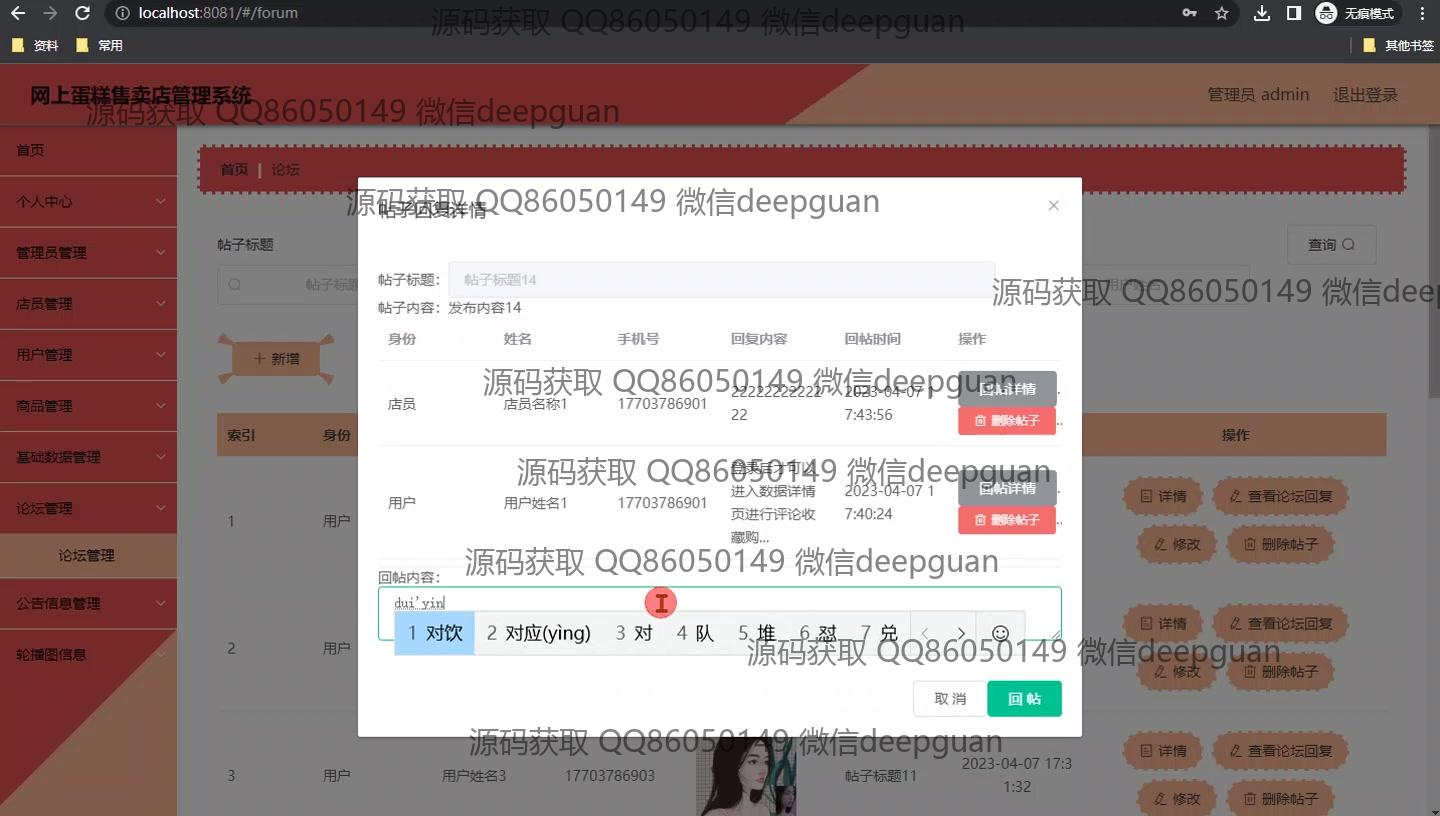 localhost:8081/#/forum
无痕模式
资料
常用
其他书签
源码获取 QQ86050149 微信deepguan
网上蛋糕售卖店管理系统
管理员 admin
退出登录
源码获取 QQ86050149 微信deepguan
首页
个人中心
管理员管理
店员管理
用户管理
商品管理
基础数据管理
论坛管理
论坛管理
公告信息管理
轮播图信息
首页 | 论坛
帖子标题
查询
帖子标题
用户姓名
+ 新增
索引
身份
操作
源码获取 QQ86050149 微信deepguan
帖子回复详情
帖子标题:
帖子标题14
源码获取 QQ86050149 微信deep
帖子内容:
发布内容14
身份
姓名
手机号
回复内容
回帖时间
操作
源码获取 QQ86050149 微信deepguan
店员
店员名称1
17703786901
22222222222
22
2023-04-07 1
7:43:56
回帖详情
删除帖子
源码获取 QQ86050149 微信deepguan
用户
用户姓名1
17703786901
登录后才可以
进入数据详情
页进行评论收
藏购...
2023-04-07 1
7:40:24
回帖详情
删除帖子
源码获取 QQ86050149 微信deepguan
回帖内容:
dui'yin
1 对饮
2 对应(yìng)
3 对
4 队
5 堆
6 怼
7 兑
源码获取 QQ86050149 微信deepguan
取 消
回 帖
1
用户
详情
查看论坛回复
修改
删除帖子
2
用户
详情
查看论坛回复
修改
删除帖子
源码获取 QQ86050149 微信deepguan
3
用户
用户姓名3
17703786903
帖子标题11
2023-04-07 17:3
1:32
详情
查看论坛回复
修改
删除帖子